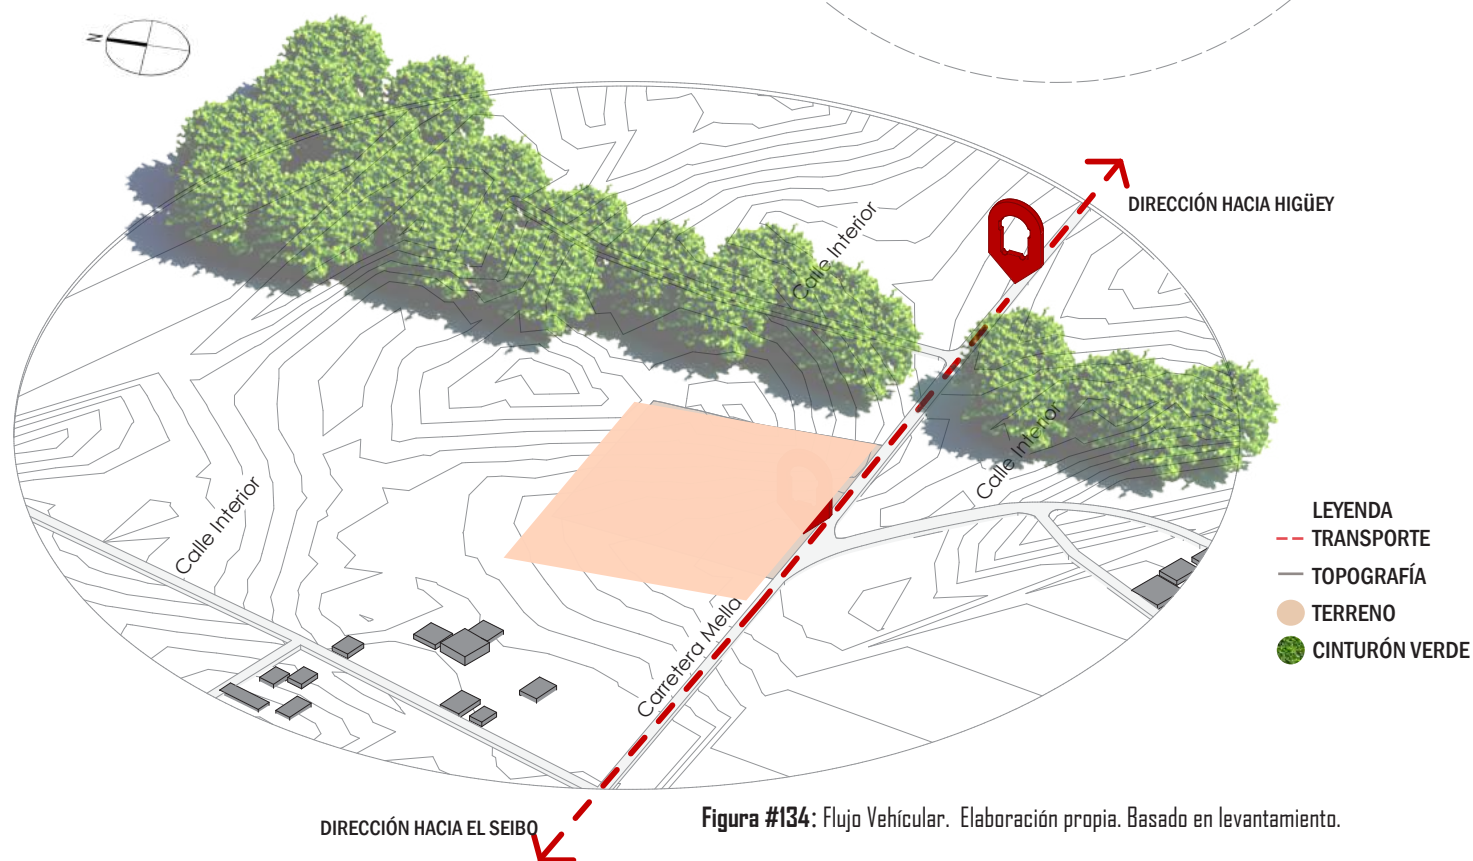 N
DIRECCIÓN HACIA HIGÜEY
Calle Interior
Calle Interior
Calle Interior
Carretera Mella
LEYENDA
TRANSPORTE
TOPOGRAFÍA
TERRENO
CINTURÓN VERDE
DIRECCIÓN HACIA EL SEIBO
Figura #134: Flujo Vehícular. Elaboración propia. Basado en levantamiento.